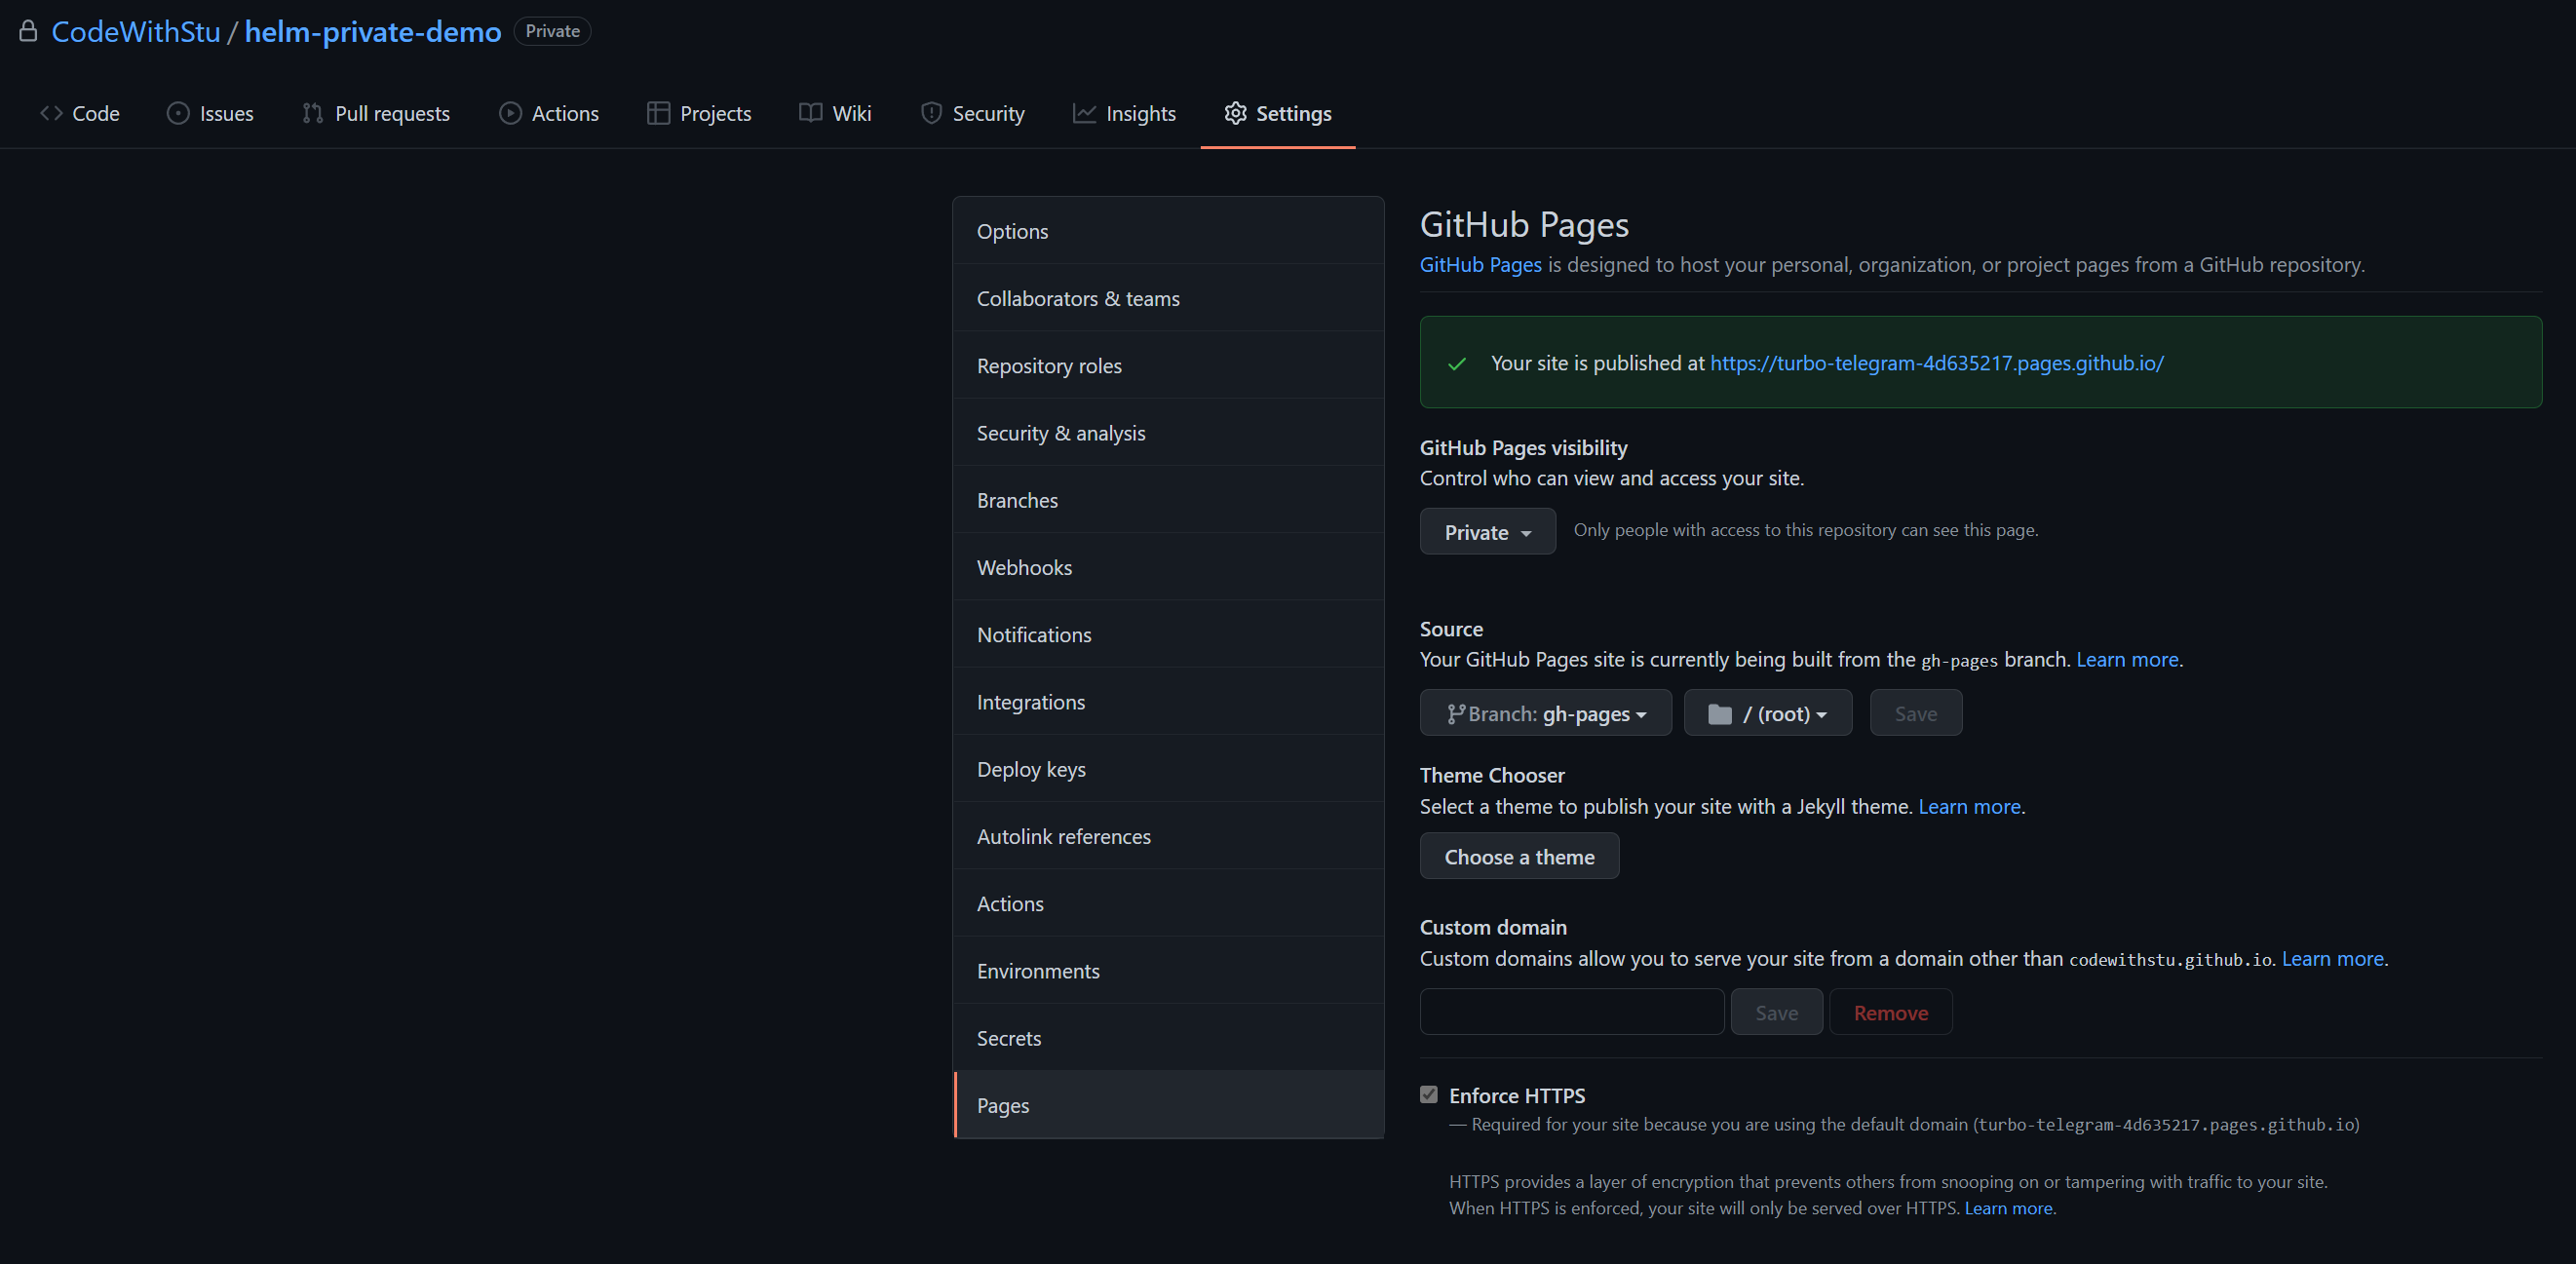 CodeWithStu / helm-private-demo Private
Code Issues Pull requests Actions Projects Wiki Security Insights Settings
Options
Collaborators & teams
Repository roles
Security & analysis
Branches
Webhooks
Notifications
Integrations
Deploy keys
Autolink references
Actions
Environments
Secrets
Pages
GitHub Pages
GitHub Pages is designed to host your personal, organization, or project pages from a GitHub repository.
Your site is published at https://turbo-telegram-4d635217.pages.github.io/
GitHub Pages visibility
Control who can view and access your site.
Private Only people with access to this repository can see this page.
Source
Your GitHub Pages site is currently being built from the gh-pages branch. Learn more.
Branch: gh-pages / (root) Save
Theme Chooser
Select a theme to publish your site with a Jekyll theme. Learn more.
Choose a theme
Custom domain
Custom domains allow you to serve your site from a domain other than codewithstu.github.io. Learn more.
Save Remove
Enforce HTTPS
— Required for your site because you are using the default domain (turbo-telegram-4d635217.pages.github.io)
HTTPS provides a layer of encryption that prevents others from snooping on or tampering with traffic to your site.
When HTTPS is enforced, your site will only be served over HTTPS. Learn more.